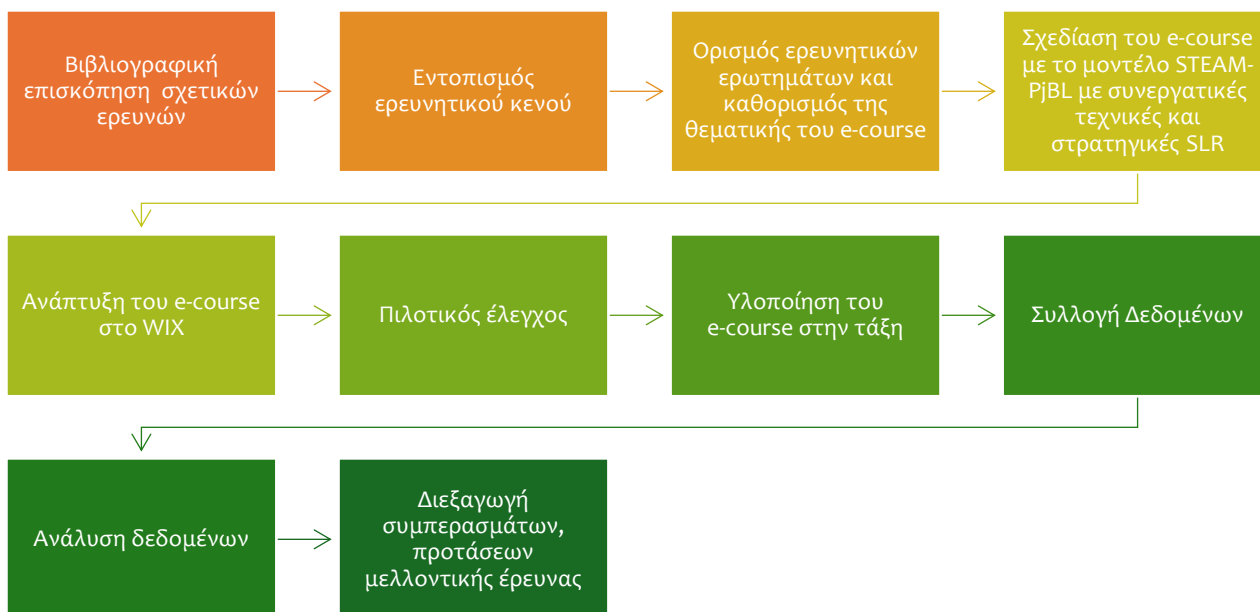 Βιβλιογραφική
επισκόπηση σχετικών
ερευνών
Εντοπισμός
ερευνητικού κενού
Ορισμός ερευνητικών
ερωτημάτων και
καθορισμός της
θεματικής του e-course
Σχεδίαση του e-course
με το μοντέλο STEAM-
PjBL με συνεργατικές
τεχνικές και
στρατηγικές SLR
Ανάπτυξη του e-course
στο WIX
Πιλοτικός έλεγχος
Υλοποίηση του
e-course στην τάξη
Συλλογή Δεδομένων
Ανάλυση δεδομένων
Διεξαγωγή
συμπερασμάτων,
προτάσεων
μελλοντικής έρευνας